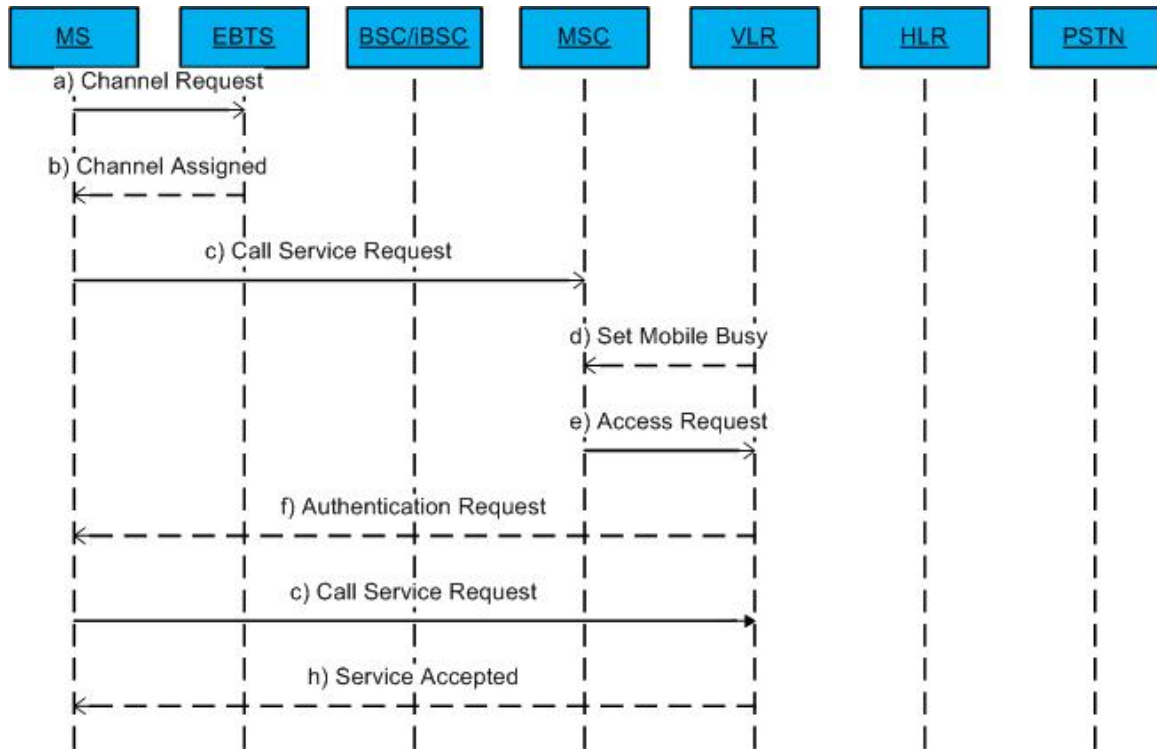 MS
EBTS
BSC/iBSC
MSC
VLR
HLR
PSTN
a) Channel Request
b) Channel Assigned
c) Call Service Request
d) Set Mobile Busy
e) Access Request
f) Authentication Request
c) Call Service Request
h) Service Accepted